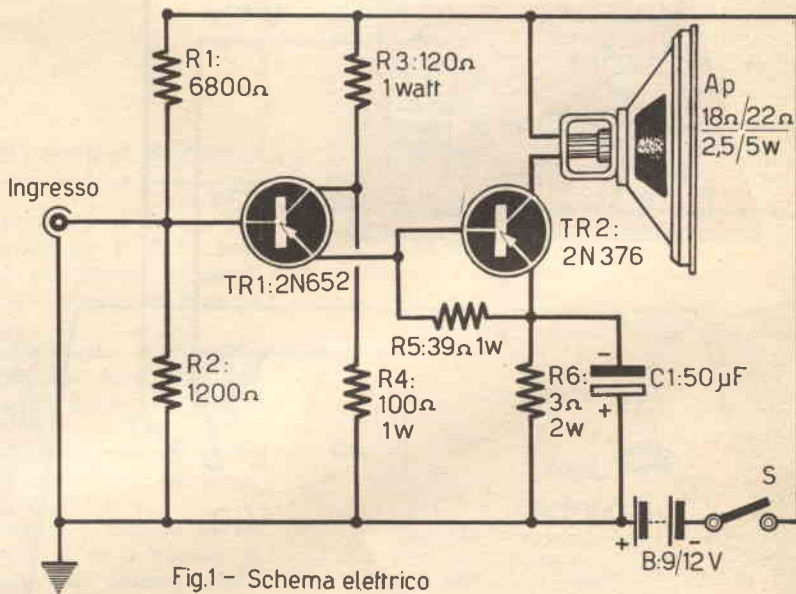 R1:
6800Ω
R3:120Ω
1watt
Ap
18Ω/22Ω
2,5/5w
Ingresso
TR1:2N652
TR2:
2N376
R5:39Ω 1w
R2:
1200Ω
R4:
100Ω
1w
R6:
3Ω
2w
-
+
C1:50µF
S
+
-
B:9/12V
Fig.1 - Schema elettrico